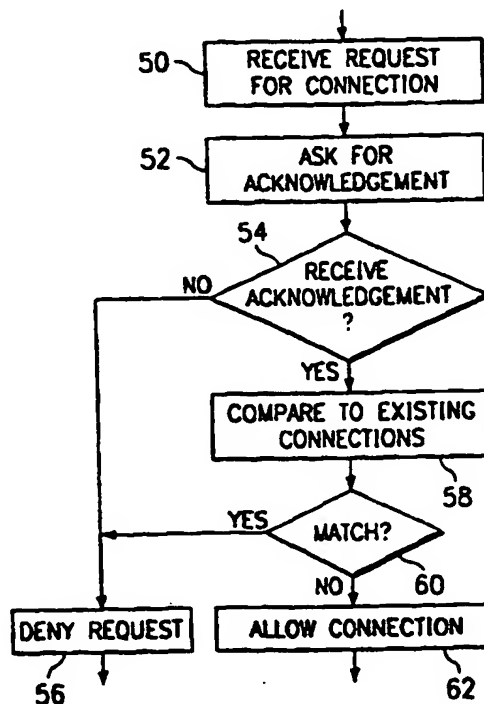 50
RECEIVE REQUEST
FOR CONNECTION
52
ASK FOR
ACKNOWLEDGEMENT
54
NO
RECEIVE
ACKNOWLEDGEMENT
?
YES
COMPARE TO EXISTING
CONNECTIONS
58
YES
MATCH?
NO
60
DENY REQUEST
ALLOW CONNECTION
56
62